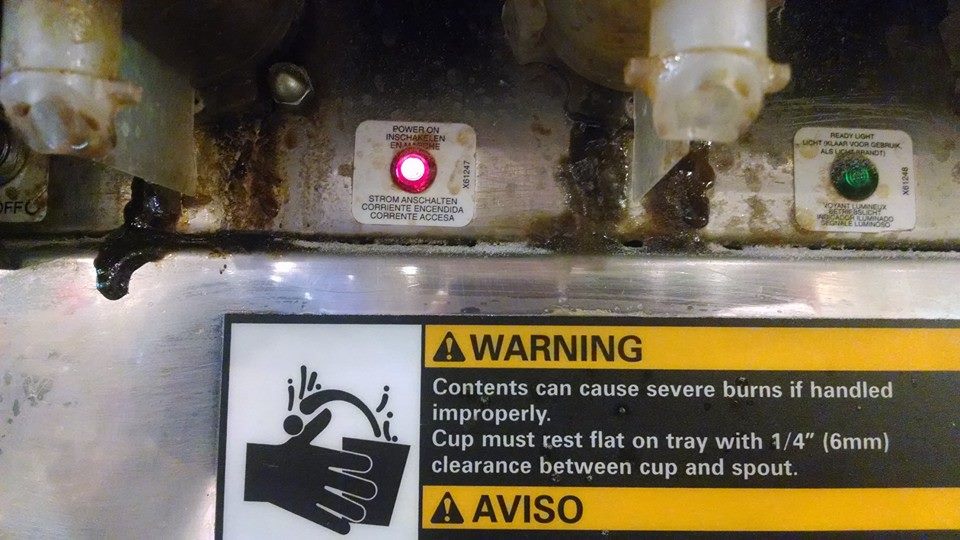 OFF
POWER ON
INSCHAKELEN
EN MARCHE
X61247
STROM ANSCHALTEN
CORRIENTE ENCENDIDA
CORRENTE ACCESA
READY LIGHT
LICHT (KLAAR VOOR GEBRUIK,
ALS LICHT BRANDT)
X61248
VOYANT LUMINEUX
BETRIEBSLICHT
INDICADOR ILUMINADO
SEGNALE LUMINOSO
WARNING
Contents can cause severe burns if handled
improperly.
Cup must rest flat on tray with 1/4” (6mm)
clearance between cup and spout.
AVISO